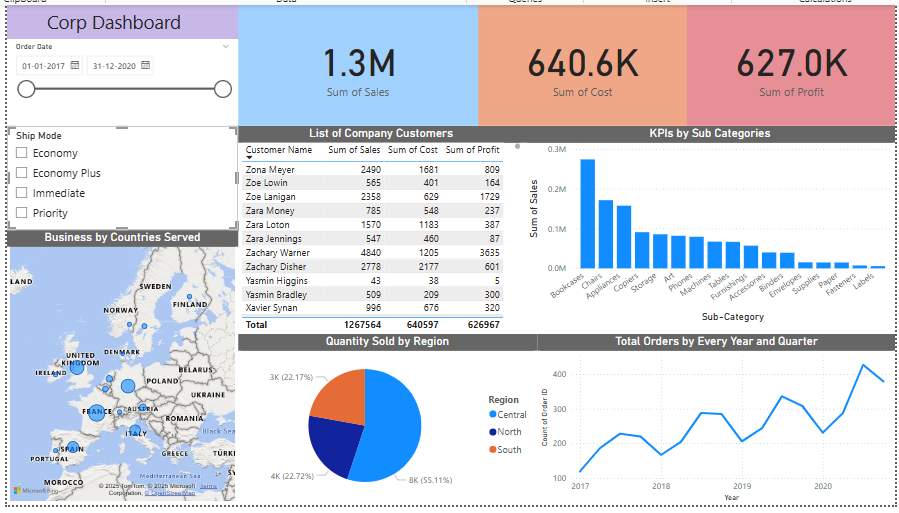 Clipboard Data Queries Insert Calculations
Corp Dashboard
Order Date
01-01-2017 31-12-2020
1.3M
Sum of Sales
640.6K
Sum of Cost
627.0K
Sum of Profit
Ship Mode
Economy
Economy Plus
Immediate
Priority
List of Company Customers
Customer Name Sum of Sales Sum of Cost Sum of Profit
Zona Meyer 2490 1681 809
Zoe Lowin 565 401 164
Zoe Lanigan 2358 629 1729
Zara Money 785 548 237
Zara Loton 1570 1183 387
Zara Jennings 547 460 87
Zachary Warner 4840 1205 3635
Zachary Disher 2778 2177 601
Yasmin Higgins 43 38 5
Yasmin Bradley 509 209 300
Xavier Synan 996 676 320
Total 1267564 640597 626967
KPIs by Sub Categories
Sum of Sales
0.3M
0.2M
0.1M
0.0M
Bookcases
Chairs
Appliances
Copiers
Storage
Art
Phones
Machines
Tables
Furnishings
Accessories
Binders
Envelopes
Supplies
Paper
Fasteners
Labels
Sub-Category
Business by Countries Served
LAND
SWEDEN
FINLAND
NORWAY
DENMARK
UNITED
KINGDOM
IRELAND
BELARUS
POLAND
UKRAINE
FRANCE
AUSTRIA
ROMANIA
ITALY
Black Sea
SPAIN
PORTUGAL
GREECE
TÜRKI
Mediterranean Sea
SY
MOROCCO
Microsoft Bing
© 2025 TomTom, © 2025 Microsoft Terms
Corporation, © OpenStreetMap
Quantity Sold by Region
3K (22.17%)
4K (22.72%)
8K (55.11%)
Region
Central
North
South
Total Orders by Every Year and Quarter
Count of Order ID
400
300
200
100
2017 2018 2019 2020
Year